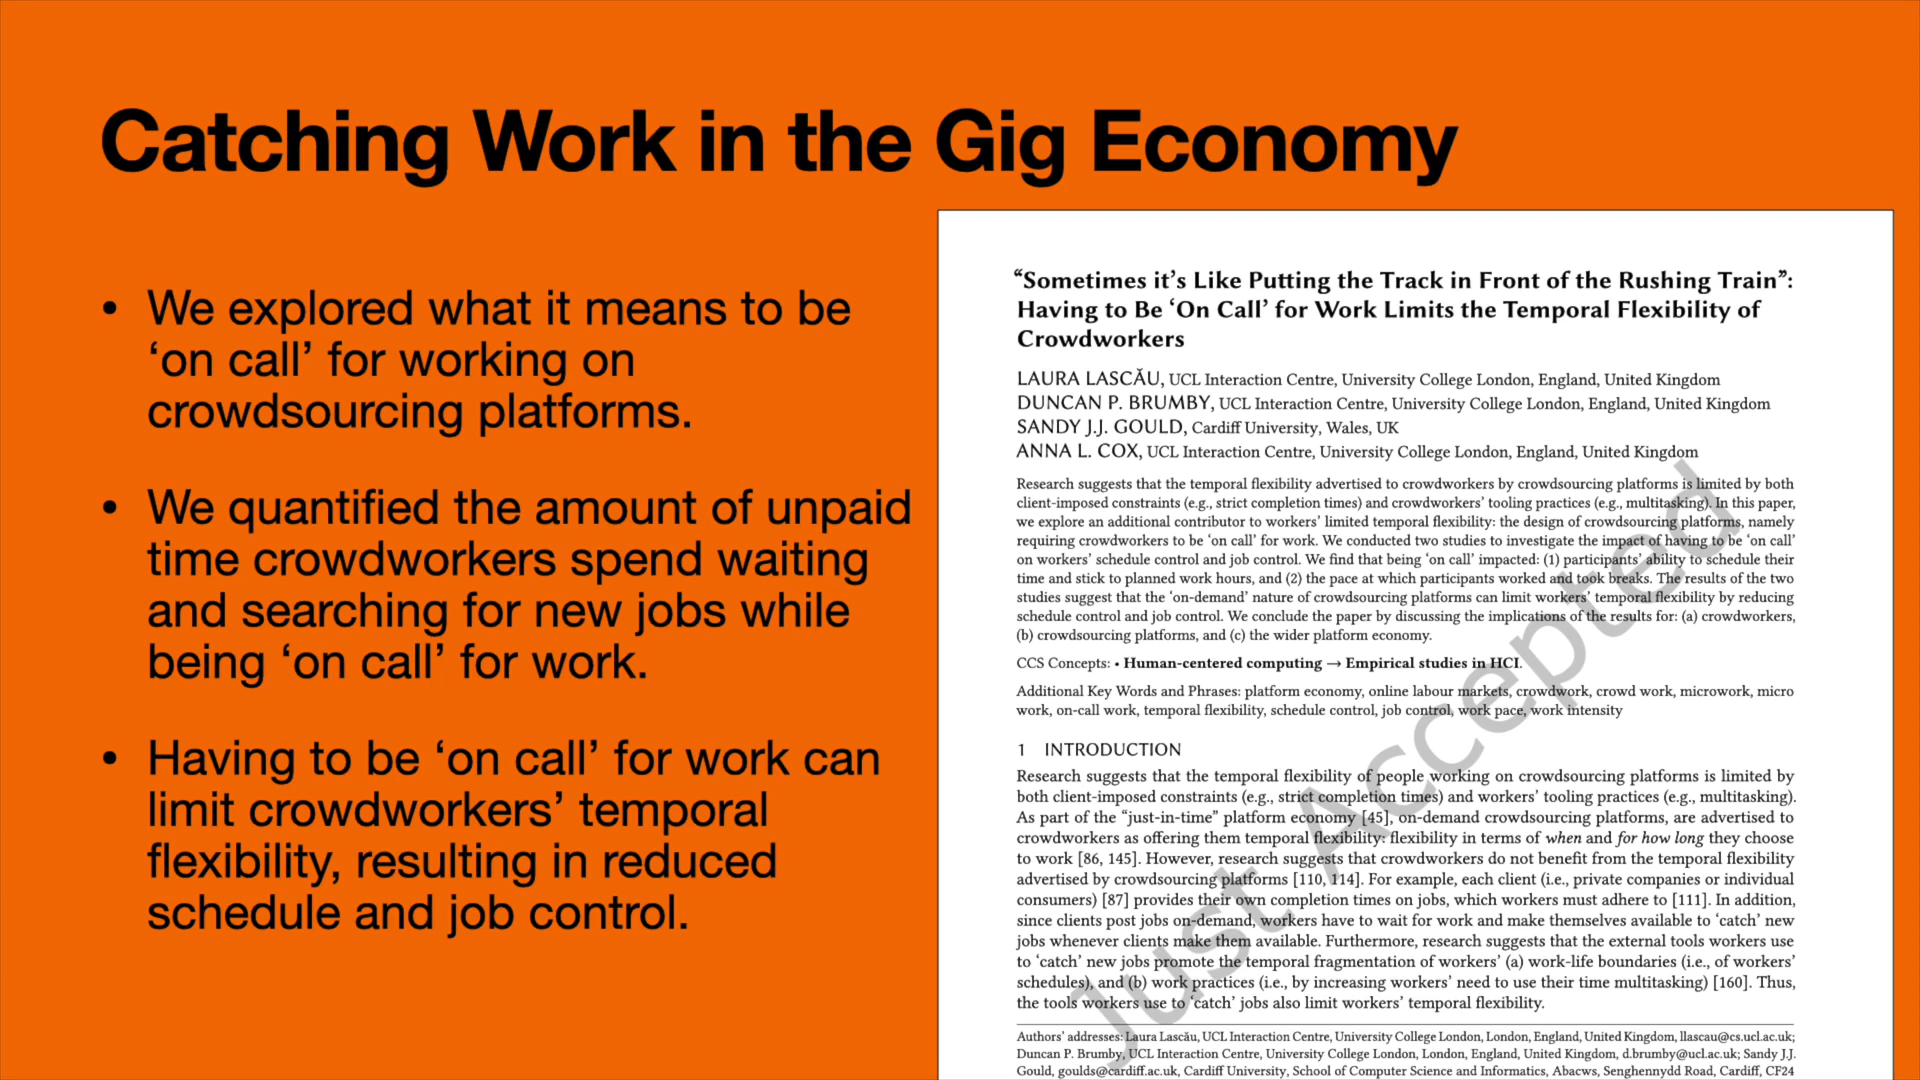 Catching Work in the Gig Economy
• We explored what it means to be
‘on call’ for working on
crowdsourcing platforms.
• We quantified the amount of unpaid
time crowdworkers spend waiting
and searching for new jobs while
being ‘on call’ for work.
• Having to be ‘on call’ for work can
limit crowdworkers’ temporal
flexibility, resulting in reduced
schedule and job control.
“Sometimes it’s Like Putting the Track in Front of the Rushing Train”:
Having to Be ‘On Call’ for Work Limits the Temporal Flexibility of
Crowdworkers
LAURA LASCĂU, UCL Interaction Centre, University College London, England, United Kingdom
DUNCAN P. BRUMBY, UCL Interaction Centre, University College London, England, United Kingdom
SANDY J.J. GOULD, Cardiff University, Wales, UK
ANNA L. COX, UCL Interaction Centre, University College London, England, United Kingdom
Research suggests that the temporal flexibility advertised to crowdworkers by crowdsourcing platforms is limited by both
client-imposed constraints (e.g., strict completion times) and crowdworkers’ tooling practices (e.g., multitasking). In this paper,
we explore an additional contributor to workers’ limited temporal flexibility: the design of crowdsourcing platforms, namely
requiring crowdworkers to be ‘on call’ for work. We conducted two studies to investigate the impact of having to be ‘on call’
on workers’ schedule control and job control. We find that being ‘on call’ impacted: (1) participants’ ability to schedule their
time and stick to planned work hours, and (2) the pace at which participants worked and took breaks. The results of the two
studies suggest that the ‘on-demand’ nature of crowdsourcing platforms can limit workers’ temporal flexibility by reducing
schedule control and job control. We conclude the paper by discussing the implications of the results for: (a) crowdworkers,
(b) crowdsourcing platforms, and (c) the wider platform economy.
CCS Concepts: • Human-centered computing → Empirical studies in HCI.
Additional Key Words and Phrases: platform economy, online labour markets, crowdwork, crowd work, microwork, micro
work, on-call work, temporal flexibility, schedule control, job control, work pace, work intensity
1 INTRODUCTION
Research suggests that the temporal flexibility of people working on crowdsourcing platforms is limited by
both client-imposed constraints (e.g., strict completion times) and workers’ tooling practices (e.g., multitasking).
As part of the “just-in-time” platform economy [45], on-demand crowdsourcing platforms, are advertised to
crowdworkers as offering them temporal flexibility: flexibility in terms of when and for how long they choose
to work [86, 145]. However, research suggests that crowdworkers do not benefit from the temporal flexibility
advertised by crowdsourcing platforms [110, 114]. For example, each client (i.e., private companies or individual
consumers) [87] provides their own completion times on jobs, which workers must adhere to [111]. In addition,
since clients post jobs on-demand, workers have to wait for work and make themselves available to ‘catch’ new
jobs whenever clients make them available. Furthermore, research suggests that the external tools workers use
to ‘catch’ new jobs promote the temporal fragmentation of workers’ (a) work-life boundaries (i.e., of workers’
schedules), and (b) work practices (i.e., by increasing workers’ need to use their time multitasking) [160]. Thus,
the tools workers use to ‘catch’ jobs also limit workers’ temporal flexibility.
Authors’ addresses: Laura Lascău, UCL Interaction Centre, University College London, London, England, United Kingdom, llascau@cs.ucl.ac.uk;
Duncan P. Brumby, UCL Interaction Centre, University College London, London, England, United Kingdom, d.brumby@ucl.ac.uk; Sandy J.J.
Gould, goulds@cardiff.ac.uk, Cardiff University, School of Computer Science and Informatics, Abacws, Senghennydd Road, Cardiff, CF24
Just Accepted